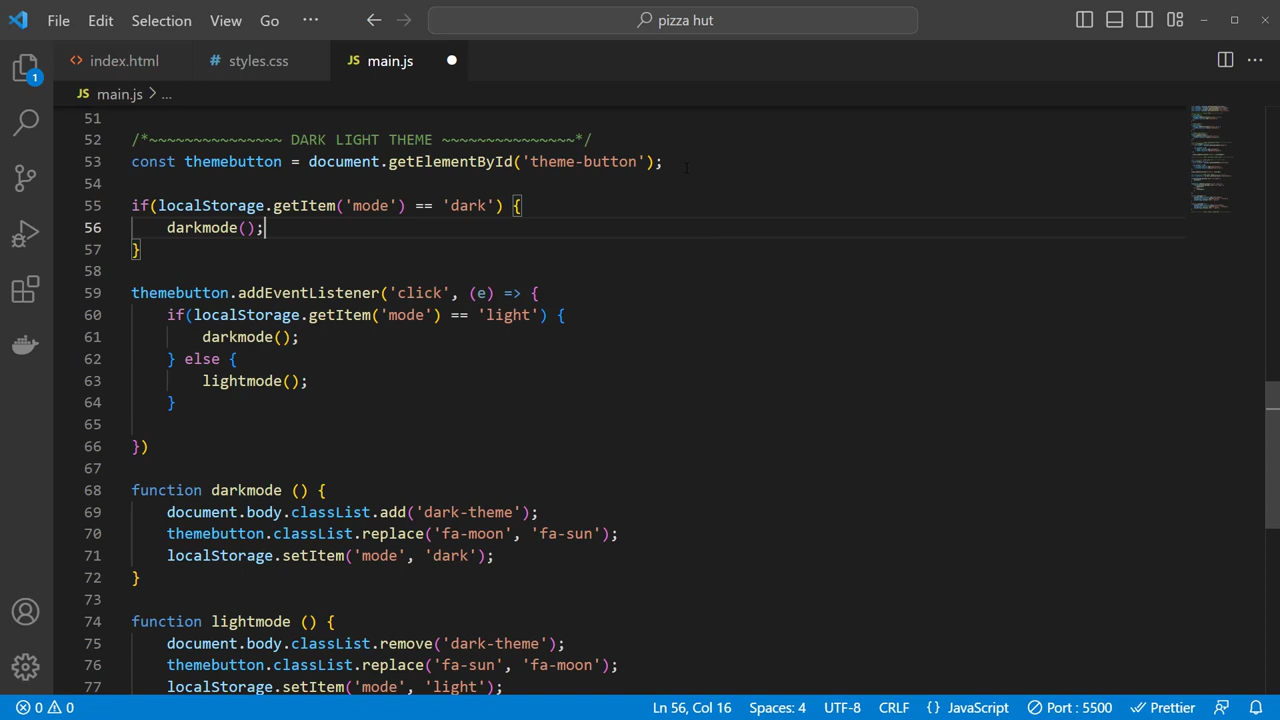 File Edit Selection View Go ··· pizza hut
index.html # styles.css JS main.js
JS main.js > ...
51
52 /*~~~~~~~~~~~~~~~ DARK LIGHT THEME ~~~~~~~~~~~~~~~*/
53 const themebutton = document.getElementById('theme-button');
54
55 if(localStorage.getItem('mode') == 'dark') {
56 darkmode();
57 }
58
59 themebutton.addEventListener('click', (e) => {
60 if(localStorage.getItem('mode') == 'light') {
61 darkmode();
62 } else {
63 lightmode();
64 }
65
66 })
67
68 function darkmode () {
69 document.body.classList.add('dark-theme');
70 themebutton.classList.replace('fa-moon', 'fa-sun');
71 localStorage.setItem('mode', 'dark');
72 }
73
74 function lightmode () {
75 document.body.classList.remove('dark-theme');
76 themebutton.classList.replace('fa-sun', 'fa-moon');
77 localStorage.setItem('mode', 'light');
1
0 0 Ln 56, Col 16 Spaces: 4 UTF-8 CRLF {} JavaScript Port : 5500 Prettier